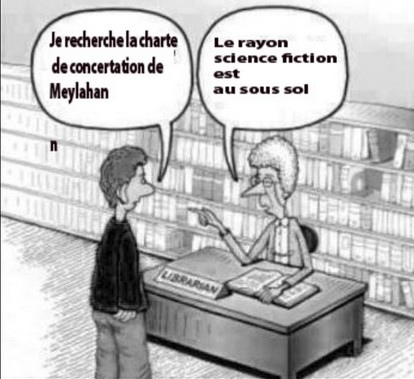 Je recherche la charte
de concertation de
Meylahan
n
Le rayon
science fiction
est
au sous sol
LIBRARIAN